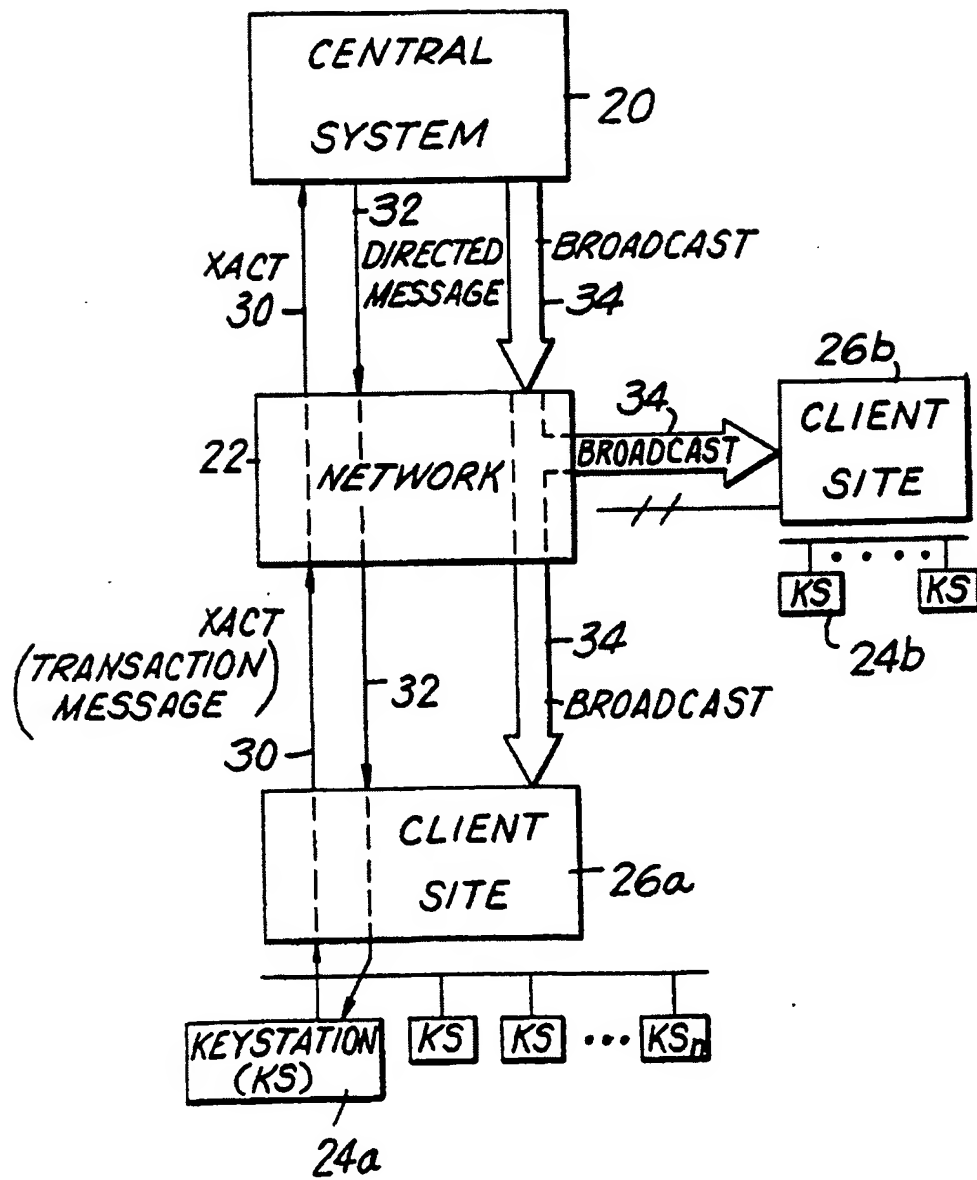 CENTRAL
SYSTEM
20
32
XACT
30
DIRECTED
MESSAGE
BROADCAST
34
26b
CLIENT
SITE
34
BROADCAST
22
NETWORK
KS
....
KS
24b
XACT
(TRANSACTION
MESSAGE)
30
32
34
BROADCAST
CLIENT
SITE
26a
KEYSTATION
(KS)
KS
KS
...
KSn
24a